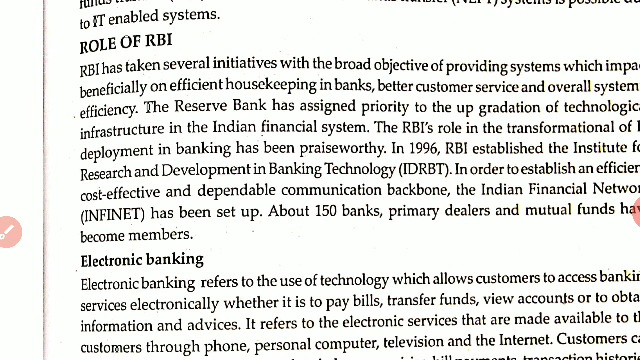 to IT enabled systems.
ROLE OF RBI
RBI has taken several initiatives with the broad objective of providing systems which
beneficially on efficient housekeeping in banks, better customer service and overall system
efficiency. The Reserve Bank has assigned priority to the up gradation of
infrastructure in the Indian financial system. The RBI's role in the transformational of
deployment in banking has been praiseworthy. In 1996, RBI established the Institute
Research and Development in Banking Technology (IDRBT). In order to establish an
cost-effective and dependable communication backbone, the Indian Financial
(INFINET) has been set up. About 150 banks, primary dealers and mutual funds
become members.
Electronic banking
Electronic banking refers to the use of technology which allows customers to access
services electronically whether it is to pay bills, transfer funds, view accounts or to
information and advices. It refers to the electronic services that are made available to
customers through phone, personal computer, television and the Internet. Customers